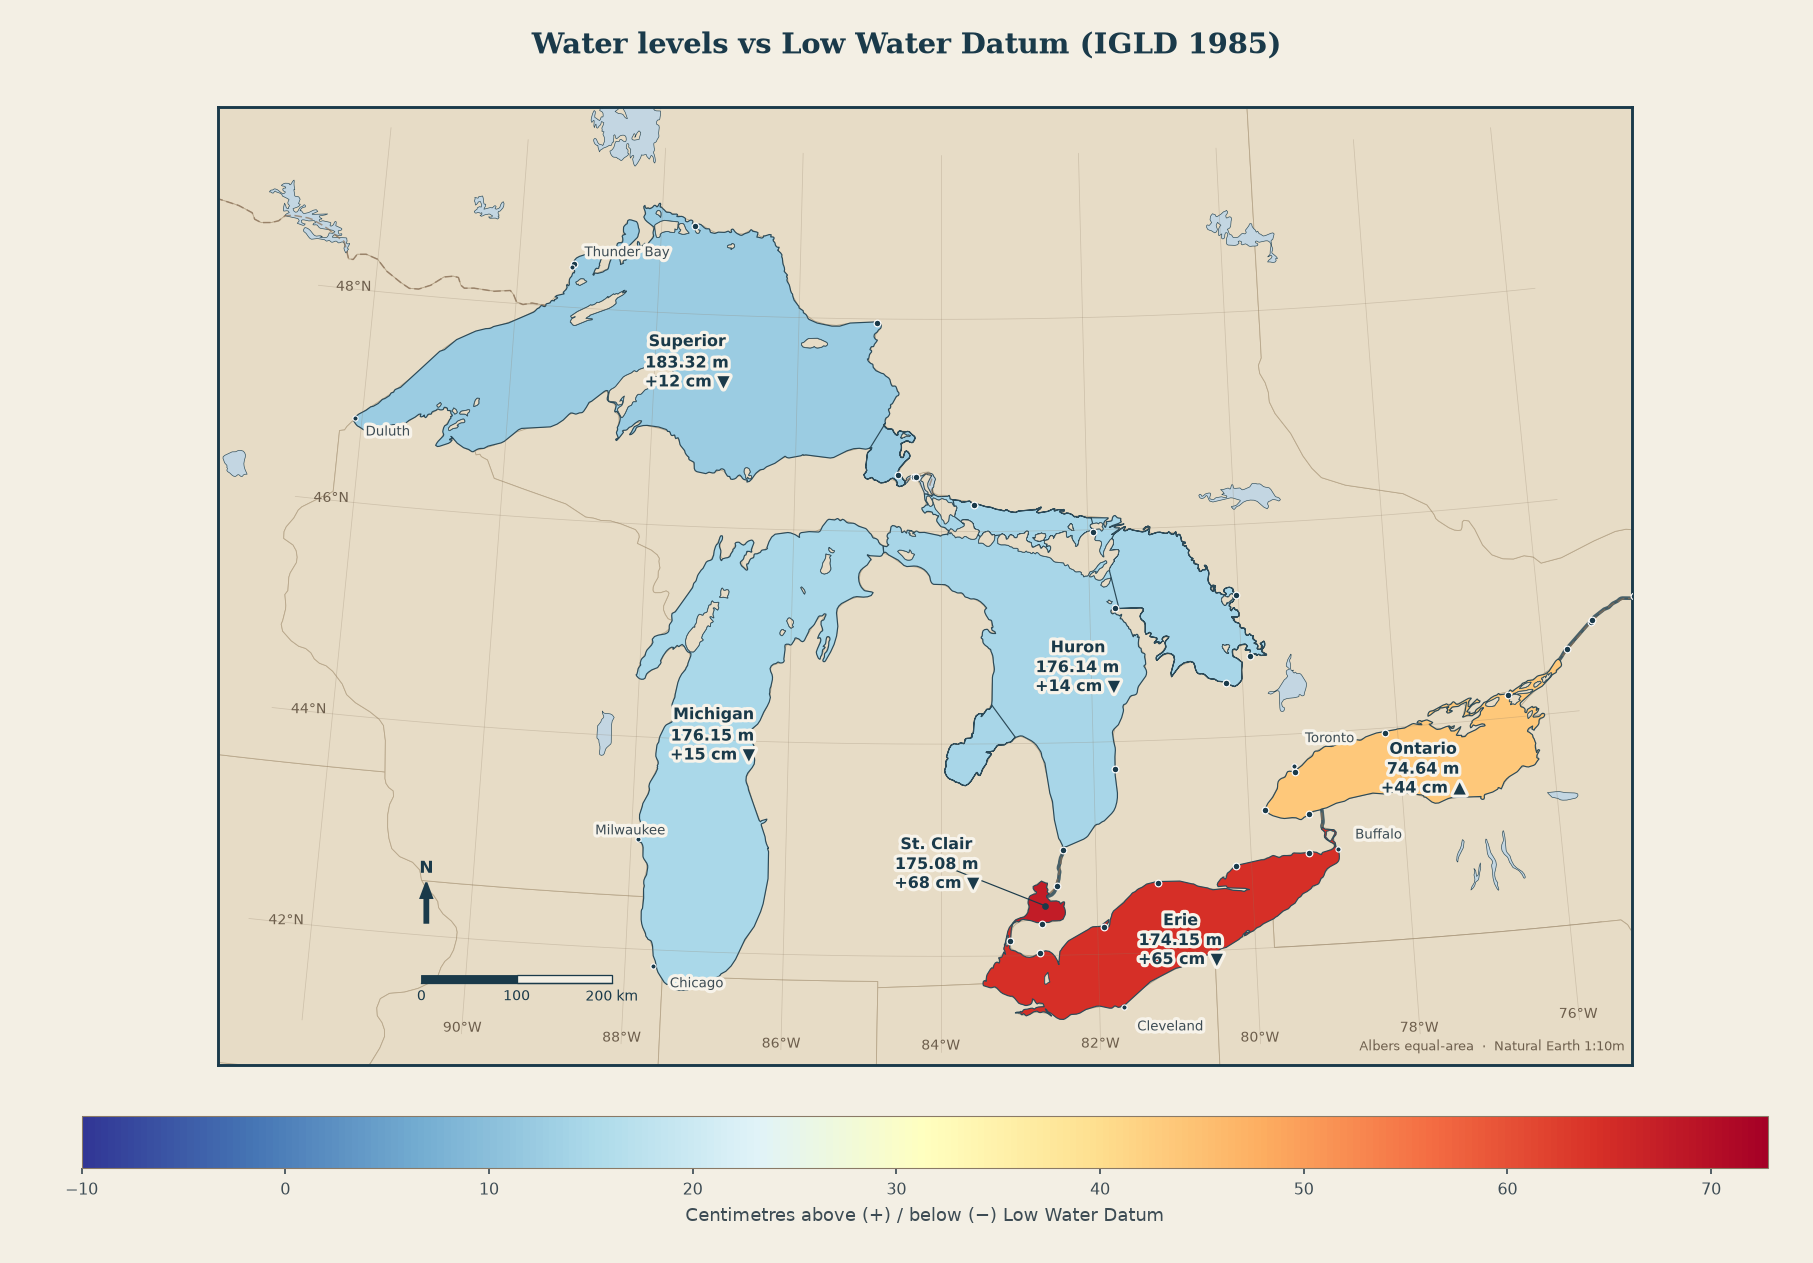 Water levels vs Low Water Datum (IGLD 1985)
Thunder Bay
48°N
Superior
183.32 m
+12 cm ▼
Duluth
46°N
Huron
176.14 m
+14 cm ▼
44°N
Michigan
176.15 m
+15 cm ▼
Toronto
Ontario
74.64 m
+44 cm ▲
Milwaukee
Buffalo
St. Clair
175.08 m
+68 cm ▼
N
42°N
Erie
174.15 m
+65 cm ▼
Chicago
0 100 200 km
Cleveland
90°W 88°W 86°W 84°W 82°W 80°W 78°W 76°W
Albers equal-area · Natural Earth 1:10m
−10 0 10 20 30 40 50 60 70
Centimetres above (+) / below (−) Low Water Datum